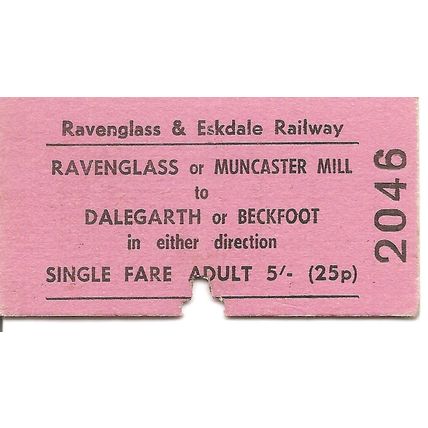 Ravenglass & Eskdale Railway
RAVENGLASS or MUNCASTER MILL
to
DALEGARTH or BECKFOOT
in either direction
SINGLE FARE ADULT 5/- (25p)
2046